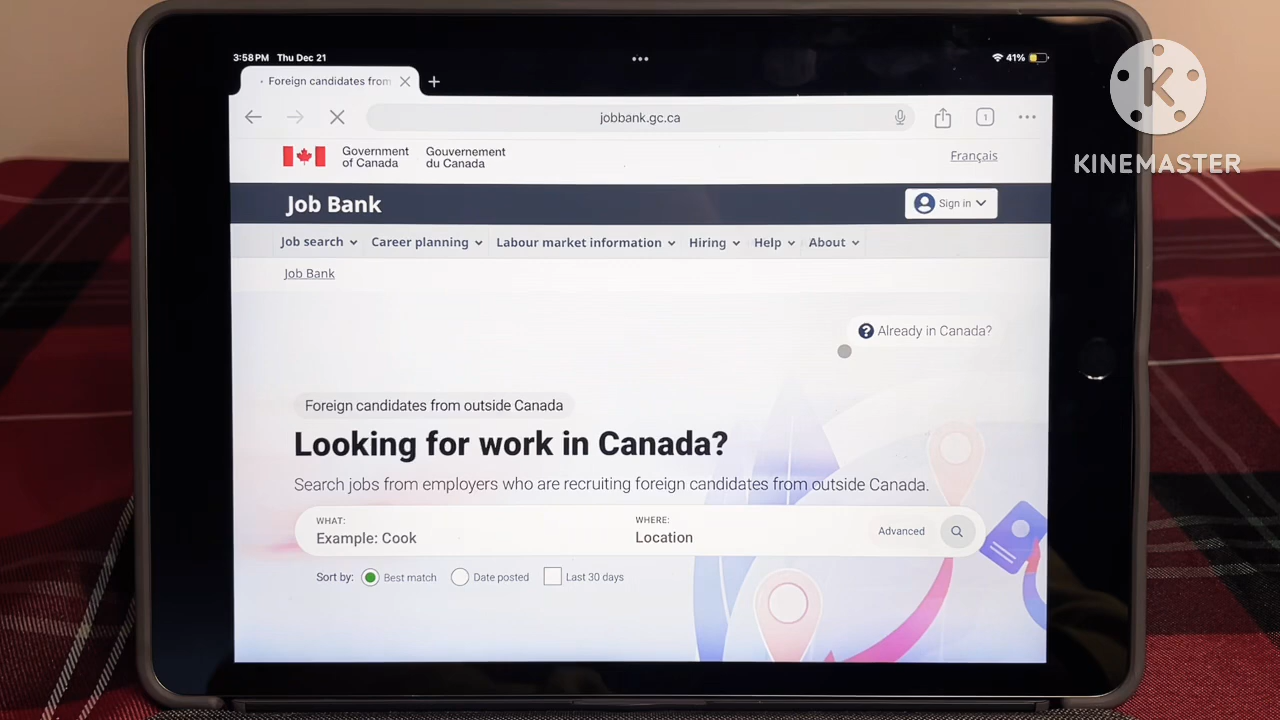 3:58 PM Thu Dec 21
41%
Foreign candidates from
jobbank.gc.ca
1
Government of Canada
Gouvernement du Canada
Français
Job Bank
Sign in
Job search
Career planning
Labour market information
Hiring
Help
About
Job Bank
Already in Canada?
Foreign candidates from outside Canada
Looking for work in Canada?
Search jobs from employers who are recruiting foreign candidates from outside Canada.
WHAT:
Example: Cook
WHERE:
Location
Advanced
Sort by:
Best match
Date posted
Last 30 days
K
KINEMASTER